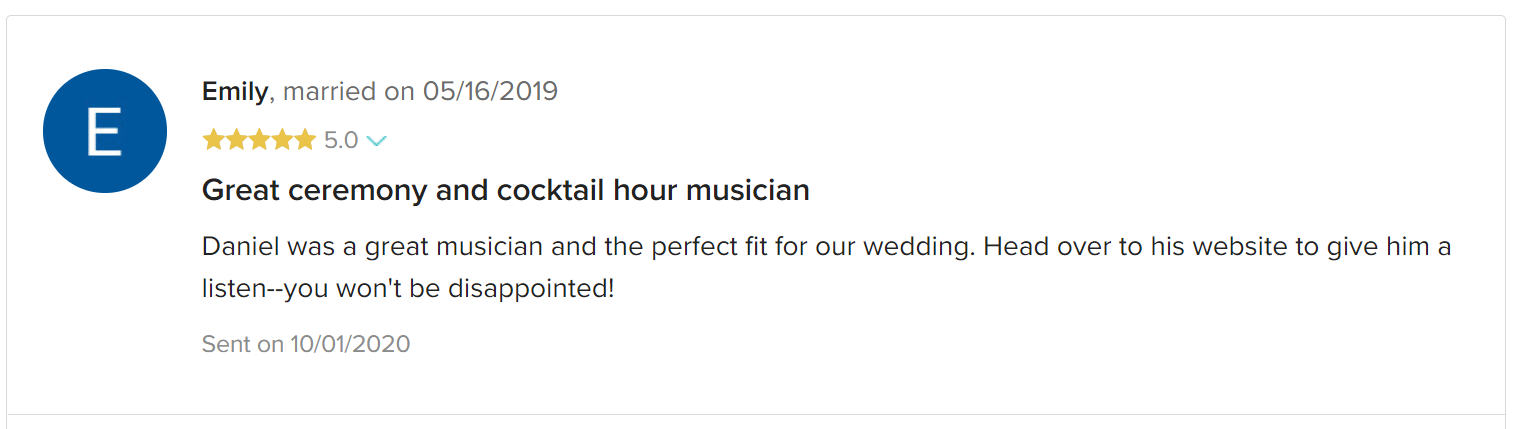 E
Emily, married on 05/16/2019
5.0
Great ceremony and cocktail hour musician
Daniel was a great musician and the perfect fit for our wedding. Head over to his website to give him a
listen--you won't be disappointed!
Sent on 10/01/2020